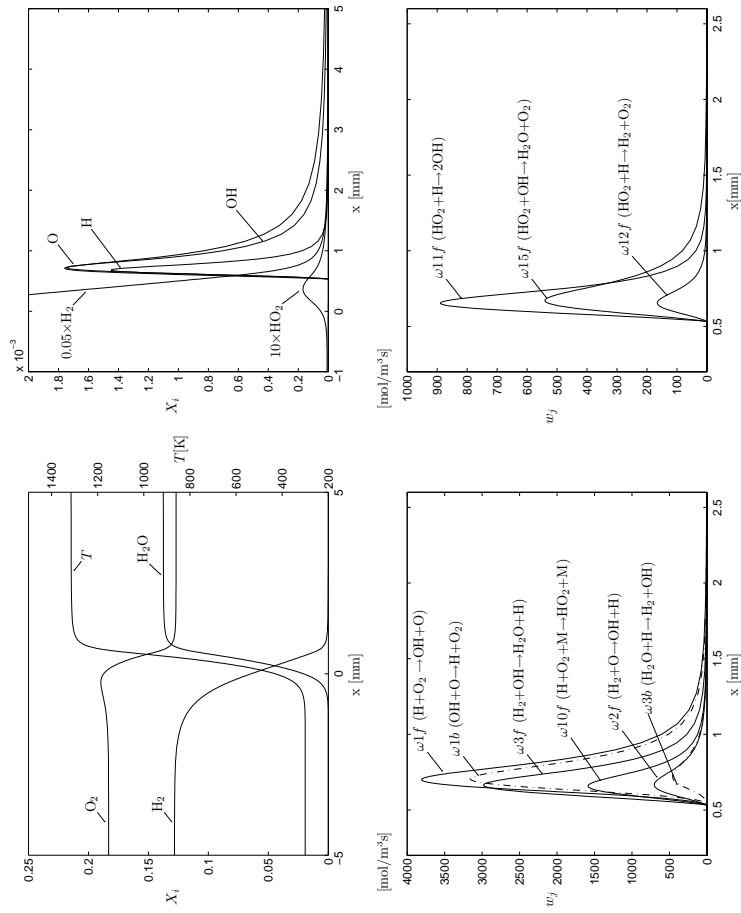 0.25
0.2
0.15
0.1
0.05
0
X_i
−5
0
5
x [mm]
1400
1200
1000
800
600
400
200
T[K]
O₂
H₂
T
H₂O
x 10⁻³
2
1.8
1.6
1.4
1.2
1
0.8
0.6
0.4
0.2
0
X_i
−1
0
1
2
3
4
5
x [mm]
0.05×H₂
10×HO₂
O
H
OH
[mol/m³s]
4000
3500
3000
2500
2000
1500
1000
500
0
w_j
0.5
1
1.5
2
2.5
x [mm]
ω1f (H+O₂→OH+O)
ω1b (OH+O→H+O₂)
ω3f (H₂+OH→H₂O+H)
ω10f (H+O₂+M→HO₂+M)
ω2f (H₂+O→OH+H)
ω3b (H₂O+H→H₂+OH)
[mol/m³s]
1000
900
800
700
600
500
400
300
200
100
0
w_j
0.5
1
1.5
2
2.5
x[mm]
ω11f (HO₂+H→2OH)
ω15f (HO₂+OH→H₂O+O₂)
ω12f (HO₂+H→H₂+O₂)